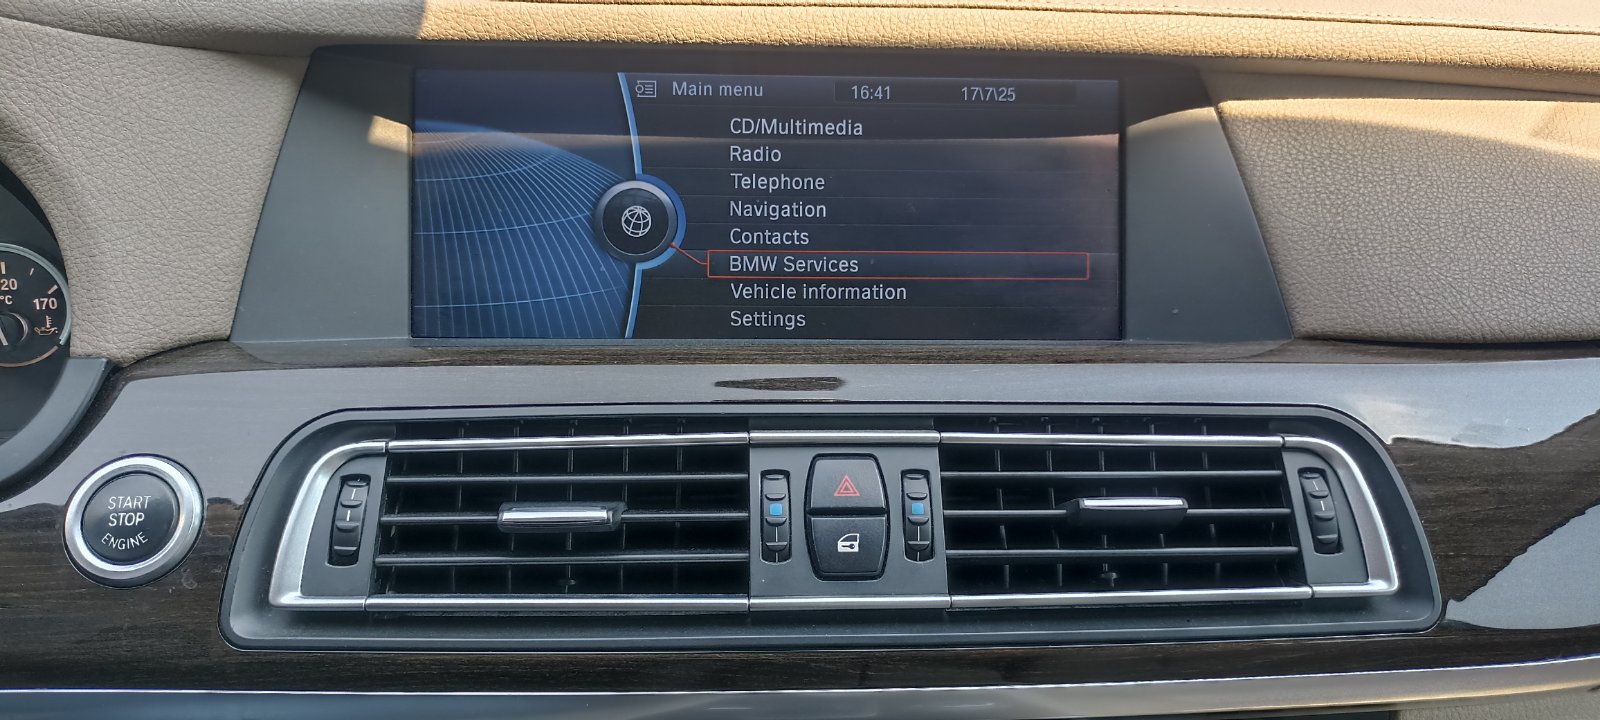 Main menu 16:41 17\7\25
CD/Multimedia
Radio
Telephone
Navigation
Contacts
BMW Services
Vehicle information
Settings
20
°C
170
START
STOP
ENGINE